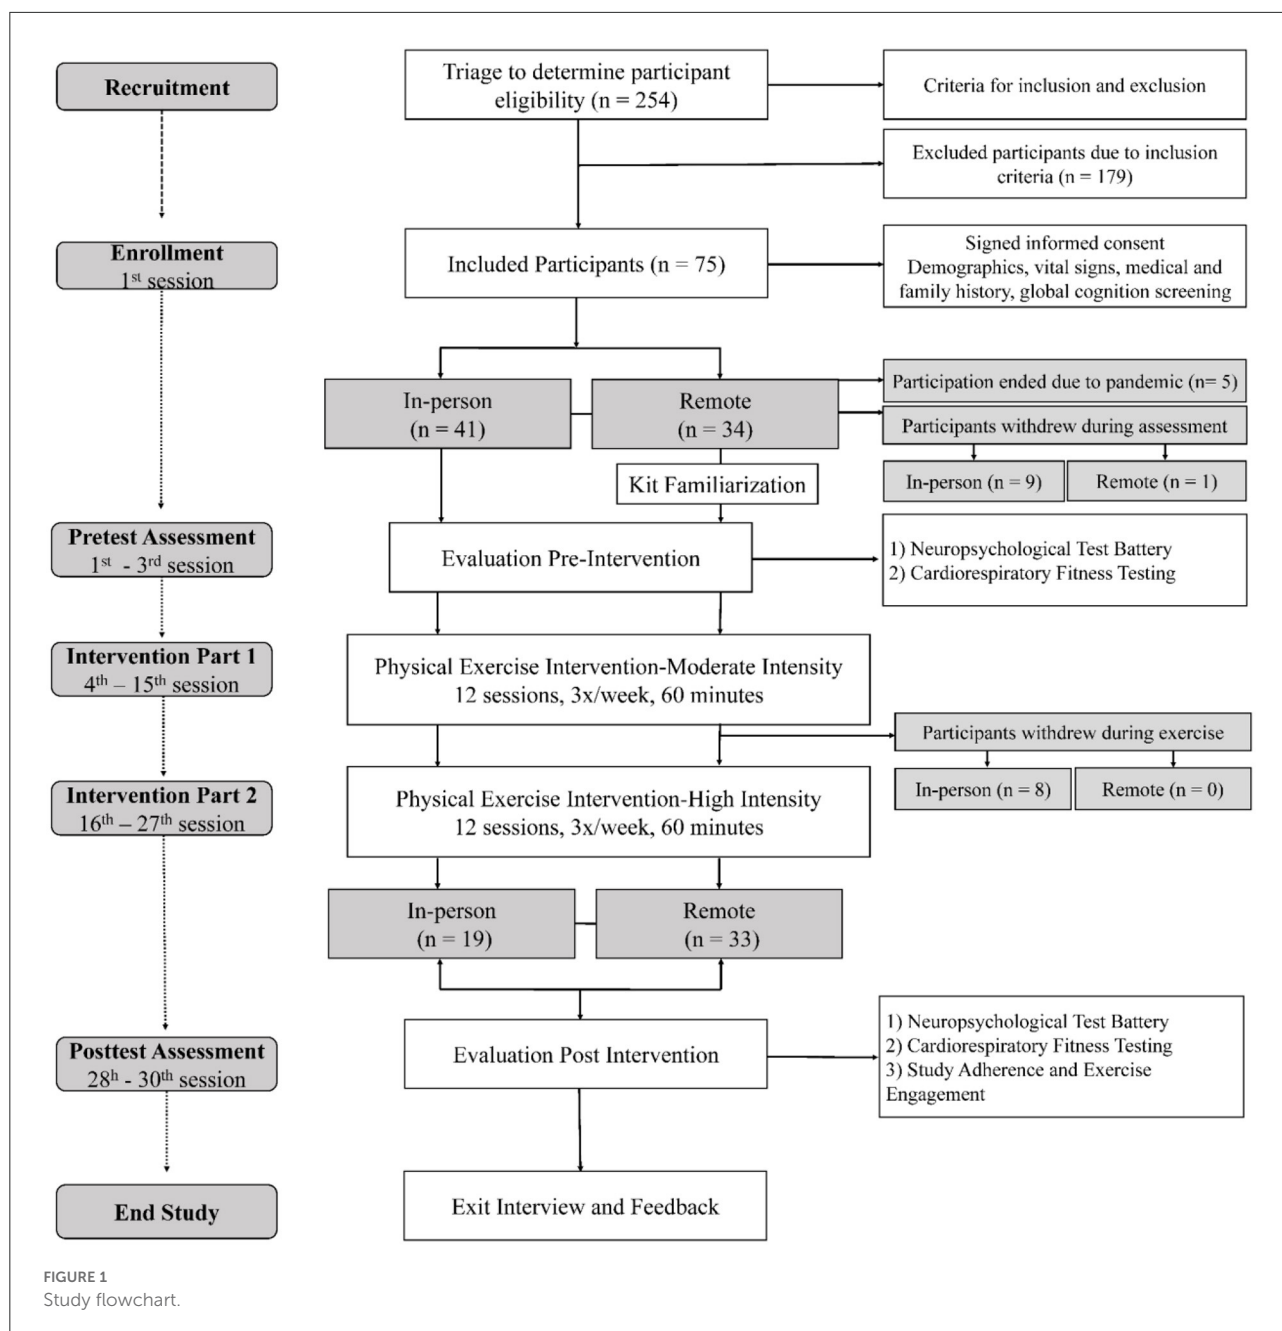 Recruitment
Triage to determine participant
eligibility (n = 254)
Criteria for inclusion and exclusion
Excluded participants due to inclusion
criteria (n = 179)
Enrollment
1st session
Included Participants (n = 75)
Signed informed consent
Demographics, vital signs, medical and
family history, global cognition screening
In-person
(n = 41)
Remote
(n = 34)
Participation ended due to pandemic (n= 5)
Participants withdrew during assessment
In-person (n = 9)
Remote (n = 1)
Kit Familiarization
Pretest Assessment
1st - 3rd session
Evaluation Pre-Intervention
1) Neuropsychological Test Battery
2) Cardiorespiratory Fitness Testing
Intervention Part 1
4th – 15th session
Physical Exercise Intervention-Moderate Intensity
12 sessions, 3x/week, 60 minutes
Participants withdrew during exercise
In-person (n = 8)
Remote (n = 0)
Intervention Part 2
16th – 27th session
Physical Exercise Intervention-High Intensity
12 sessions, 3x/week, 60 minutes
In-person
(n = 19)
Remote
(n = 33)
Posttest Assessment
28h - 30th session
Evaluation Post Intervention
1) Neuropsychological Test Battery
2) Cardiorespiratory Fitness Testing
3) Study Adherence and Exercise
Engagement
End Study
Exit Interview and Feedback
FIGURE 1
Study flowchart.